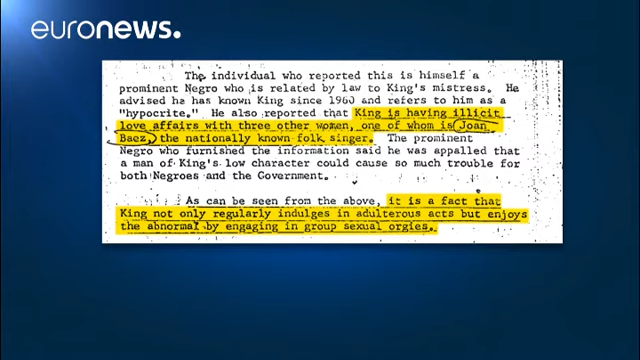 euronews.
The individual who reported this is himself a
prominent Negro who is related by law to King's mistress. He
advised he has known King since 1960 and refers to him as a
"hypocrite." He also reported that King is having illicit
love affairs with three other women, one of whom is Joan
Baez, the nationally known folk singer. The prominent
Negro who furnished the information said he was appalled that
a man of King's low character could cause so much trouble for
both Negroes and the Government.
As can be seen from the above, it is a fact that
King not only regularly indulges in adulterous acts but enjoys
the abnormal by engaging in group sexual orgies.